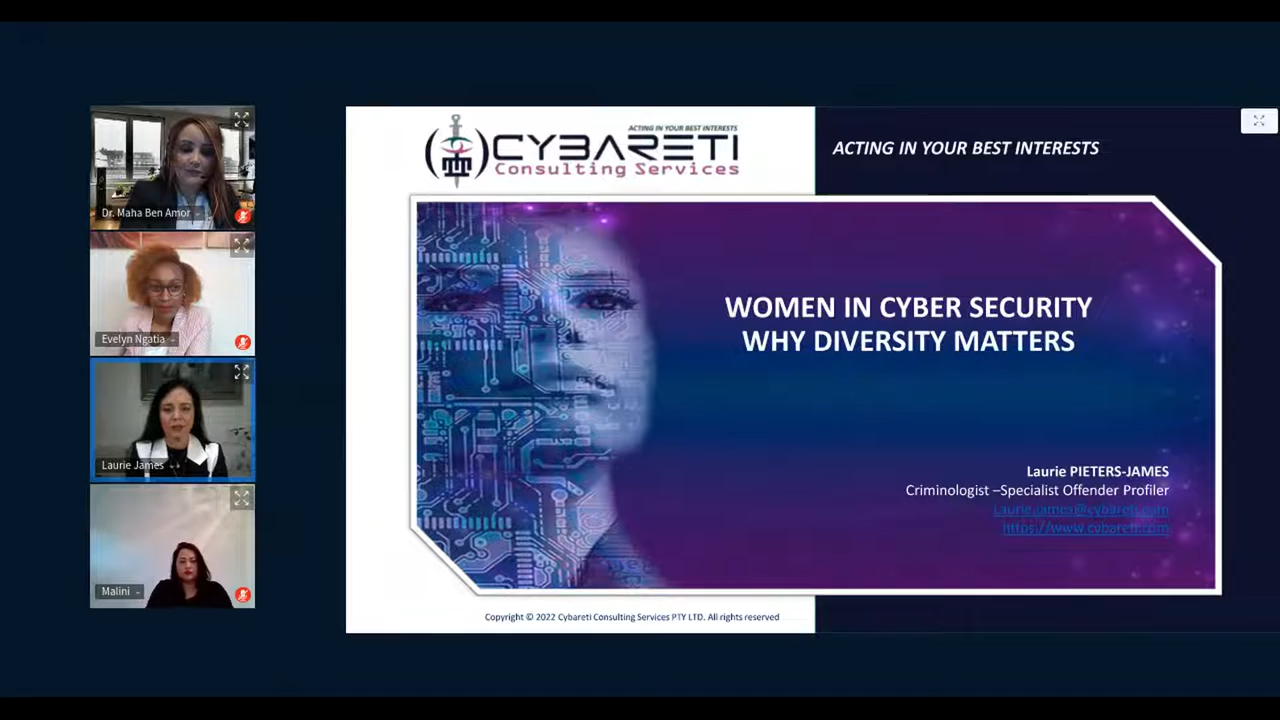 Dr. Maha Ben Amor
Evelyn Ngatia
Laurie James
Malini
ACTING IN YOUR BEST INTERESTS
CYBARETI
Consulting Services
ACTING IN YOUR BEST INTERESTS
WOMEN IN CYBER SECURITY
WHY DIVERSITY MATTERS
Laurie PIETERS-JAMES
Criminologist –Specialist Offender Profiler
Laurie.james@cybareti.com
https://www.cybareti.com
Copyright © 2022 Cybareti Consulting Services PTY LTD. All rights reserved